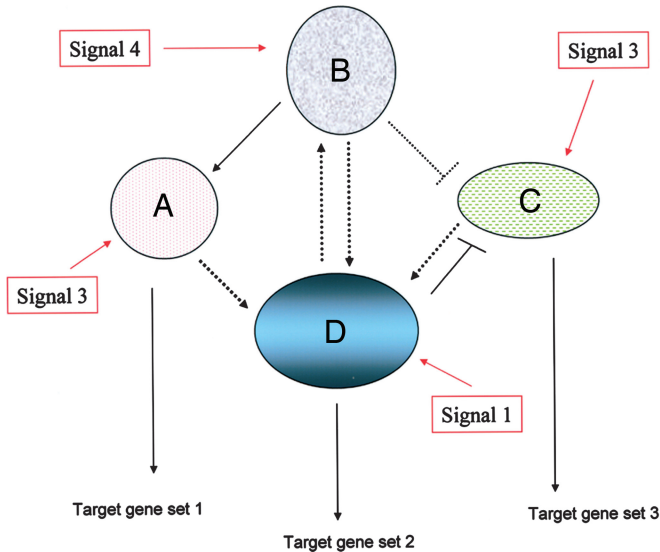 Signal 4
B
Signal 3
A
C
Signal 3
D
Signal 1
Target gene set 1
Target gene set 2
Target gene set 3